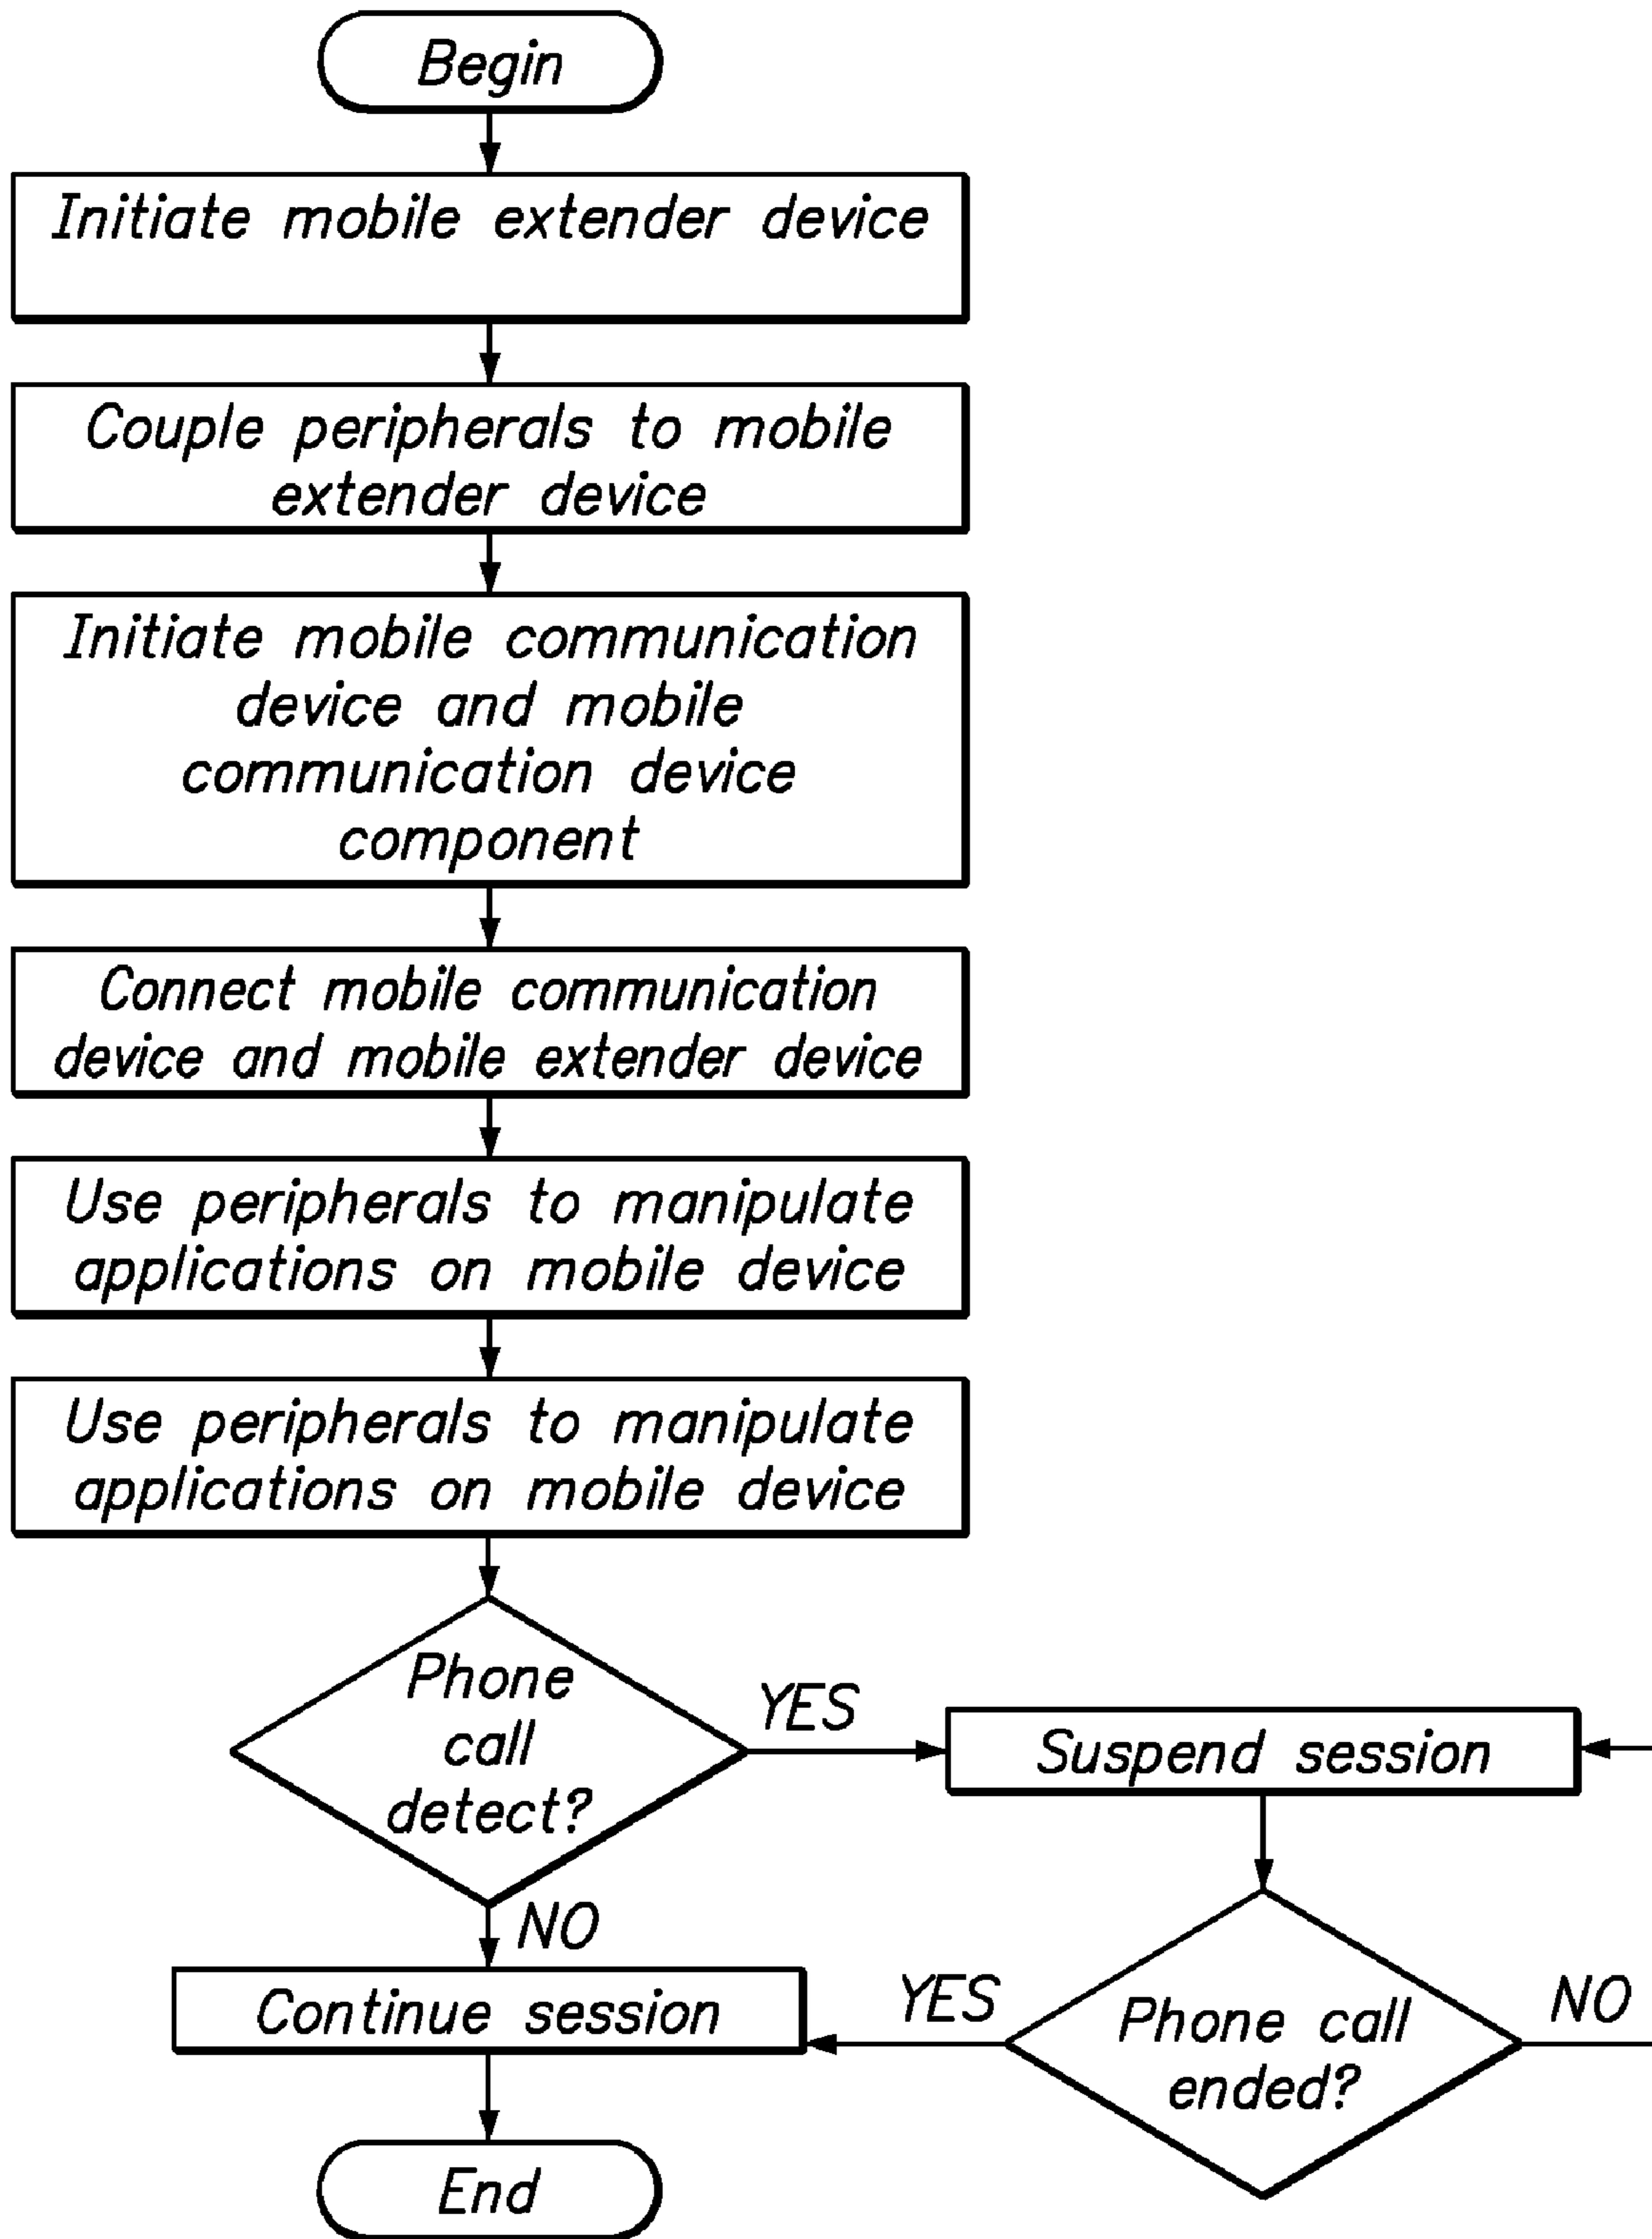 Begin
Initiate mobile extender device
Couple peripherals to mobile
extender device
Initiate mobile communication
device and mobile
communication device
component
Connect mobile communication
device and mobile extender device
Use peripherals to manipulate
applications on mobile device
Use peripherals to manipulate
applications on mobile device
Phone
call
detect?
YES
Suspend session
NO
Continue session
YES
Phone call
ended?
NO
End